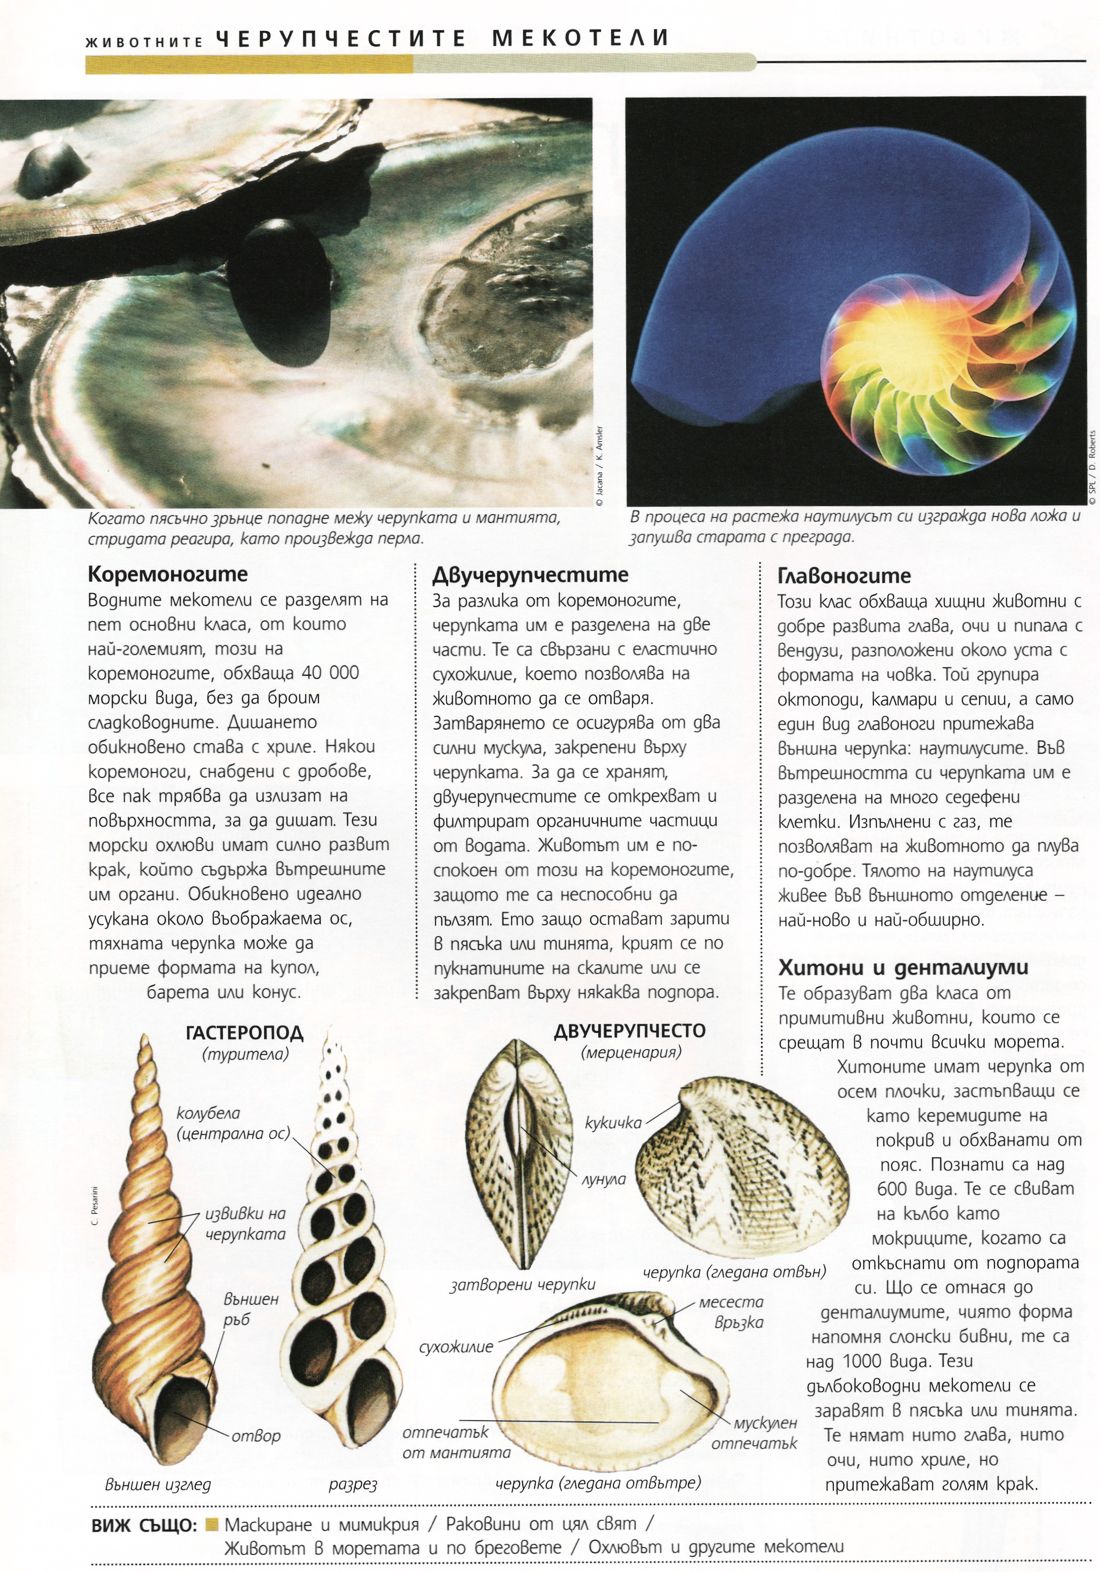 ЖИВОТНИТЕ ЧЕРУПЧЕСТИТЕ МЕКОТЕЛИ
© Jacana / K. Amsler
© SPL / D. Roberts
Когато пясъчно зрънце попадне межу черупката и мантията,
стридата реагира, като произвежда перла.
В процеса на растежа наутилусът си изгражда нова ложа и
запушва старата с преграда.
Коремоногите
Водните мекотели се разделят на
пет основни класа, от които
най-големият, този на
коремоногите, обхваща 40 000
морски вида, без да броим
сладководните. Дишането
обикновено става с хриле. Някои
коремоноги, снабдени с дробове,
все пак трябва да излизат на
повърхността, за да дишат. Тези
морски охлюви имат силно развит
крак, който съдържа вътрешните
им органи. Обикновено идеално
усукана около въображаема ос,
тяхната черупка може да
приеме формата на купол,
барета или конус.
Двучерупчестите
За разлика от коремоногите,
черупката им е разделена на две
части. Те са свързани с еластично
сухожилие, което позволява на
животното да се отваря.
Затварянето се осигурява от два
силни мускула, закрепени върху
черупката. За да се хранят,
двучерупчестите се открехват и
филтрират органичните частици
от водата. Животът им е по-
спокоен от този на коремоногите,
защото те са неспособни да
пълзят. Ето защо остават зарити
в пясъка или тинята, крият се по
пукнатините на скалите или се
закрепват върху някаква подпора.
Главоногите
Този клас обхваща хищни животни с
добре развита глава, очи и пипала с
вендузи, разположени около уста с
формата на човка. Той групира
октоподи, калмари и сепии, а само
един вид главоноги притежава
външна черупка: наутилусите. Във
вътрешността си черупката им е
разделена на много седефени
клетки. Изпълнени с газ, те
позволяват на животното да плува
по-добре. Тялото на наутилуса
живее във външното отделение –
най-ново и най-обширно.
Хитони и денталиуми
Те образуват два класа от
примитивни животни, които се
срещат в почти всички морета.
Хитоните имат черупка от
осем плочки, застъпващи се
като керемидите на
покрив и обхванати от
пояс. Познати са над
600 вида. Те се свиват
на кълбо като
мокриците, когато са
откъснати от подпората
си. Що се отнася до
денталиумите, чиято форма
напомня слонски бивни, те са
над 1000 вида. Тези
дълбоководни мекотели се
заравят в пясъка или тинята.
Те нямат нито глава, нито
очи, нито хриле, но
притежават голям крак.
ГАСТЕРОПОД
(туритела)
колубела
(централна ос)
извивки на
черупката
външен
ръб
отвор
външен изглед
разрез
C. Pesarini
ДВУЧЕРУПЧЕСТО
(мерценария)
кукичка
лунула
затворени черупки
черупка (гледана отвън)
месеста
връзка
сухожилие
отпечатък
от мантията
мускулен
отпечатък
черупка (гледана отвътре)
ВИЖ СЪЩО: Маскиране и мимикрия / Раковини от цял свят /
Животът в моретата и по бреговете / Охлювът и другите мекотели